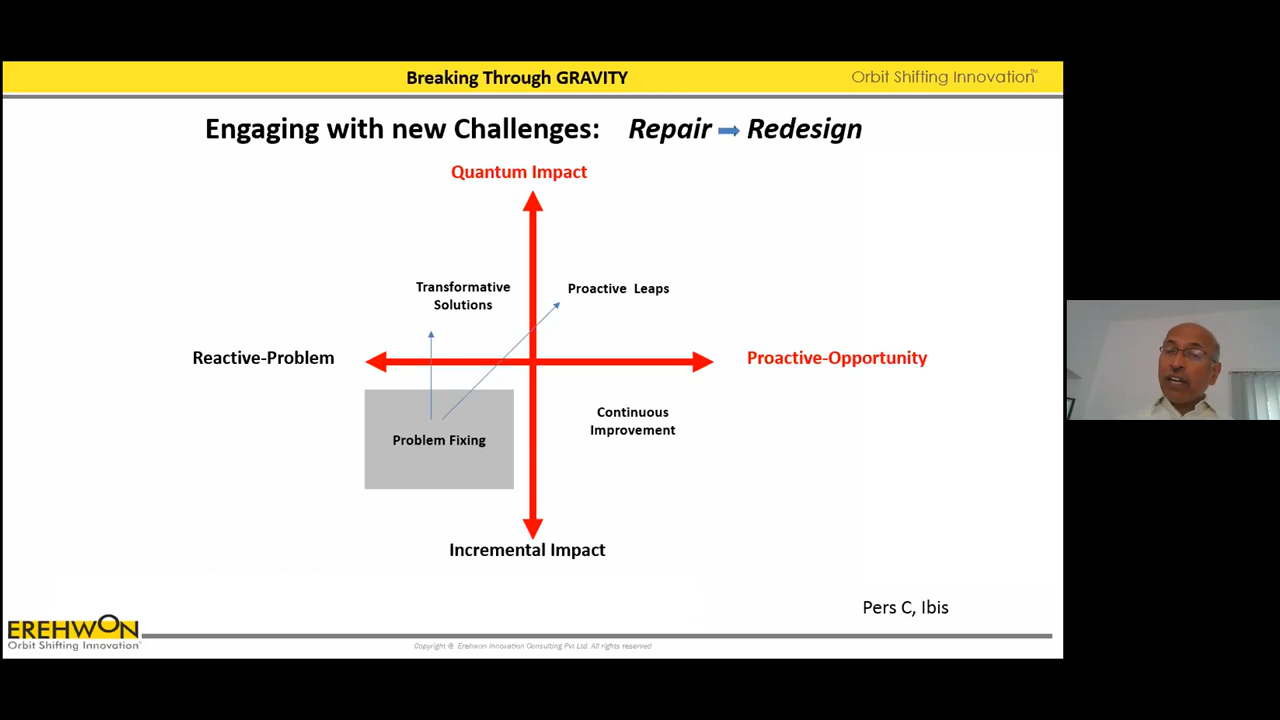 Breaking Through GRAVITY
Orbit Shifting Innovation™
Engaging with new Challenges: Repair ➡ Redesign
Quantum Impact
Transformative
Solutions
Proactive Leaps
Reactive-Problem
Proactive-Opportunity
Continuous
Improvement
Problem Fixing
Incremental Impact
Pers C, Ibis
EREHWON
Orbit Shifting Innovation™
Copyright @ Erehwon Innovation Consulting Pvt Ltd. All rights reserved